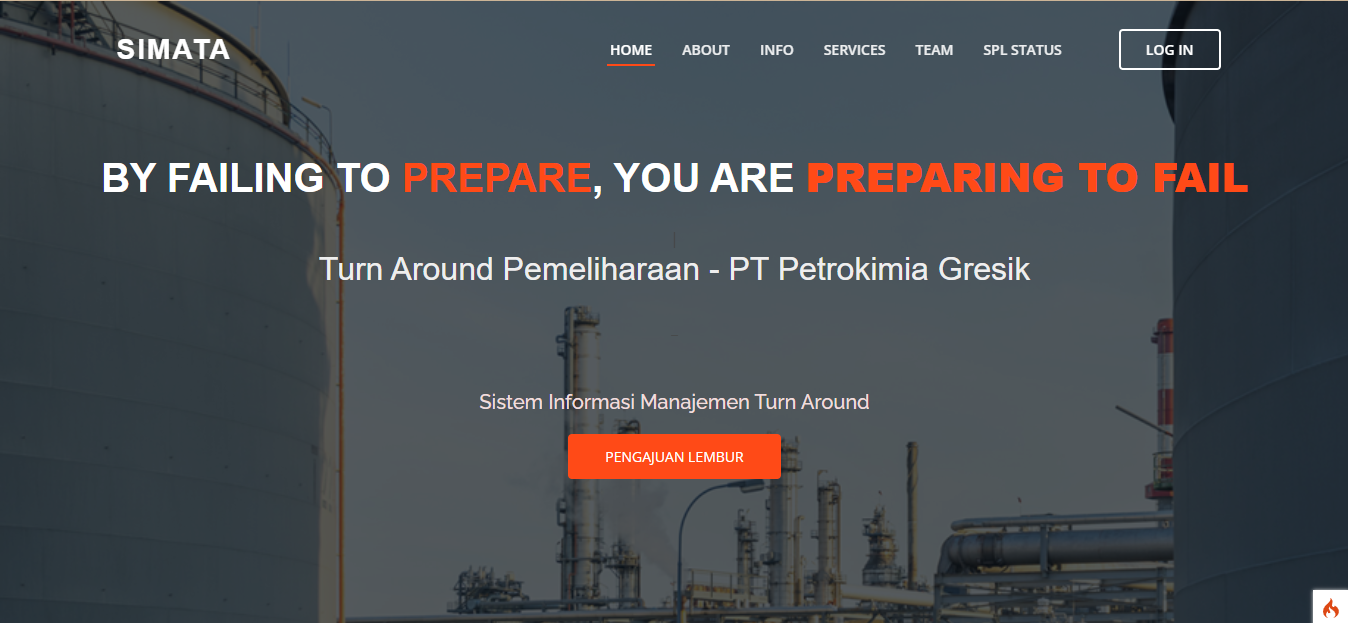 SIMATA
HOME ABOUT INFO SERVICES TEAM SPL STATUS LOG IN
BY FAILING TO PREPARE, YOU ARE PREPARING TO FAIL
Turn Around Pemeliharaan - PT Petrokimia Gresik
Sistem Informasi Manajemen Turn Around
PENGAJUAN LEMBUR